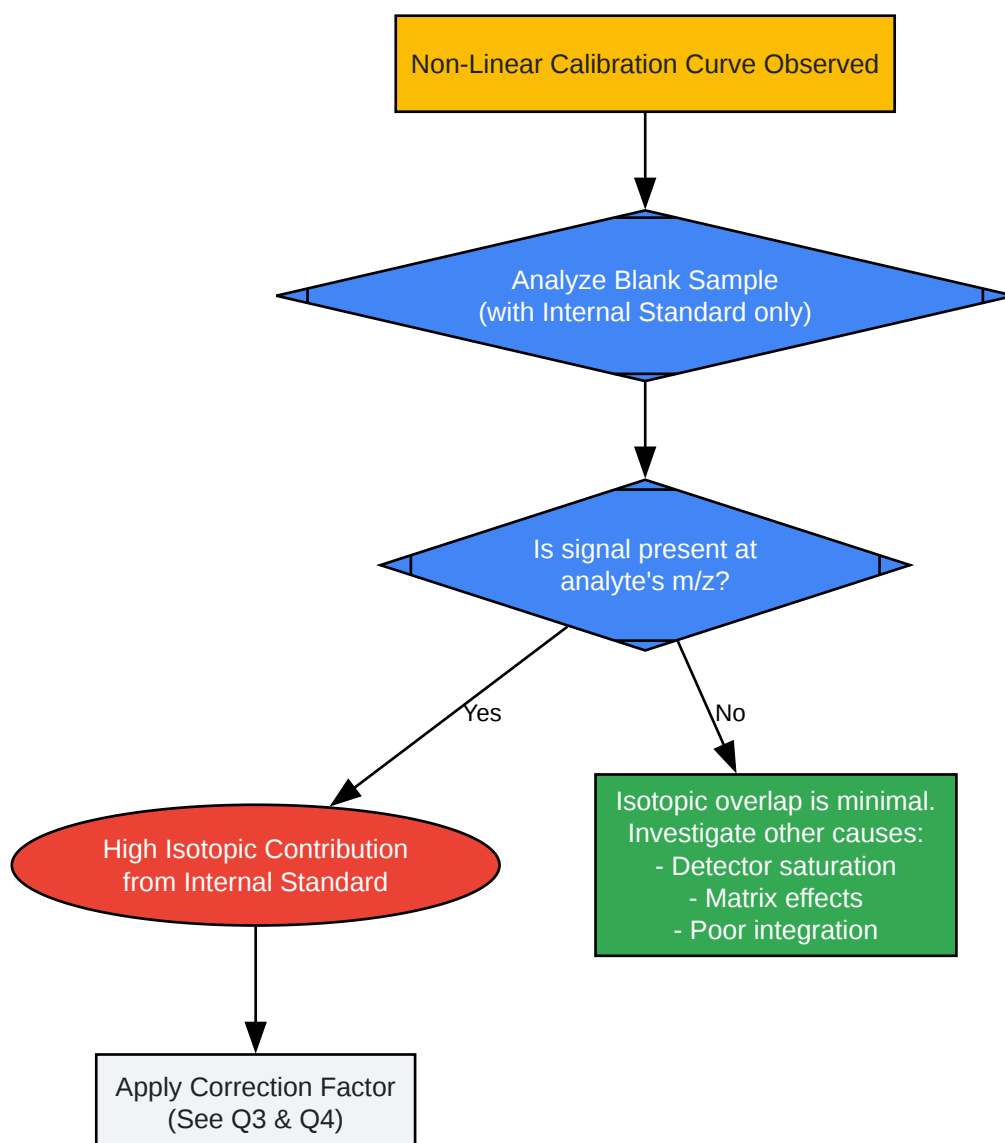 Non-Linear Calibration Curve Observed
Analyze Blank Sample
(with Internal Standard only)
Is signal present at
analyte's m/z?
Yes
No
High Isotopic Contribution
from Internal Standard
Isotopic overlap is minimal.
Investigate other causes:
- Detector saturation
- Matrix effects
- Poor integration
Apply Correction Factor
(See Q3 & Q4)